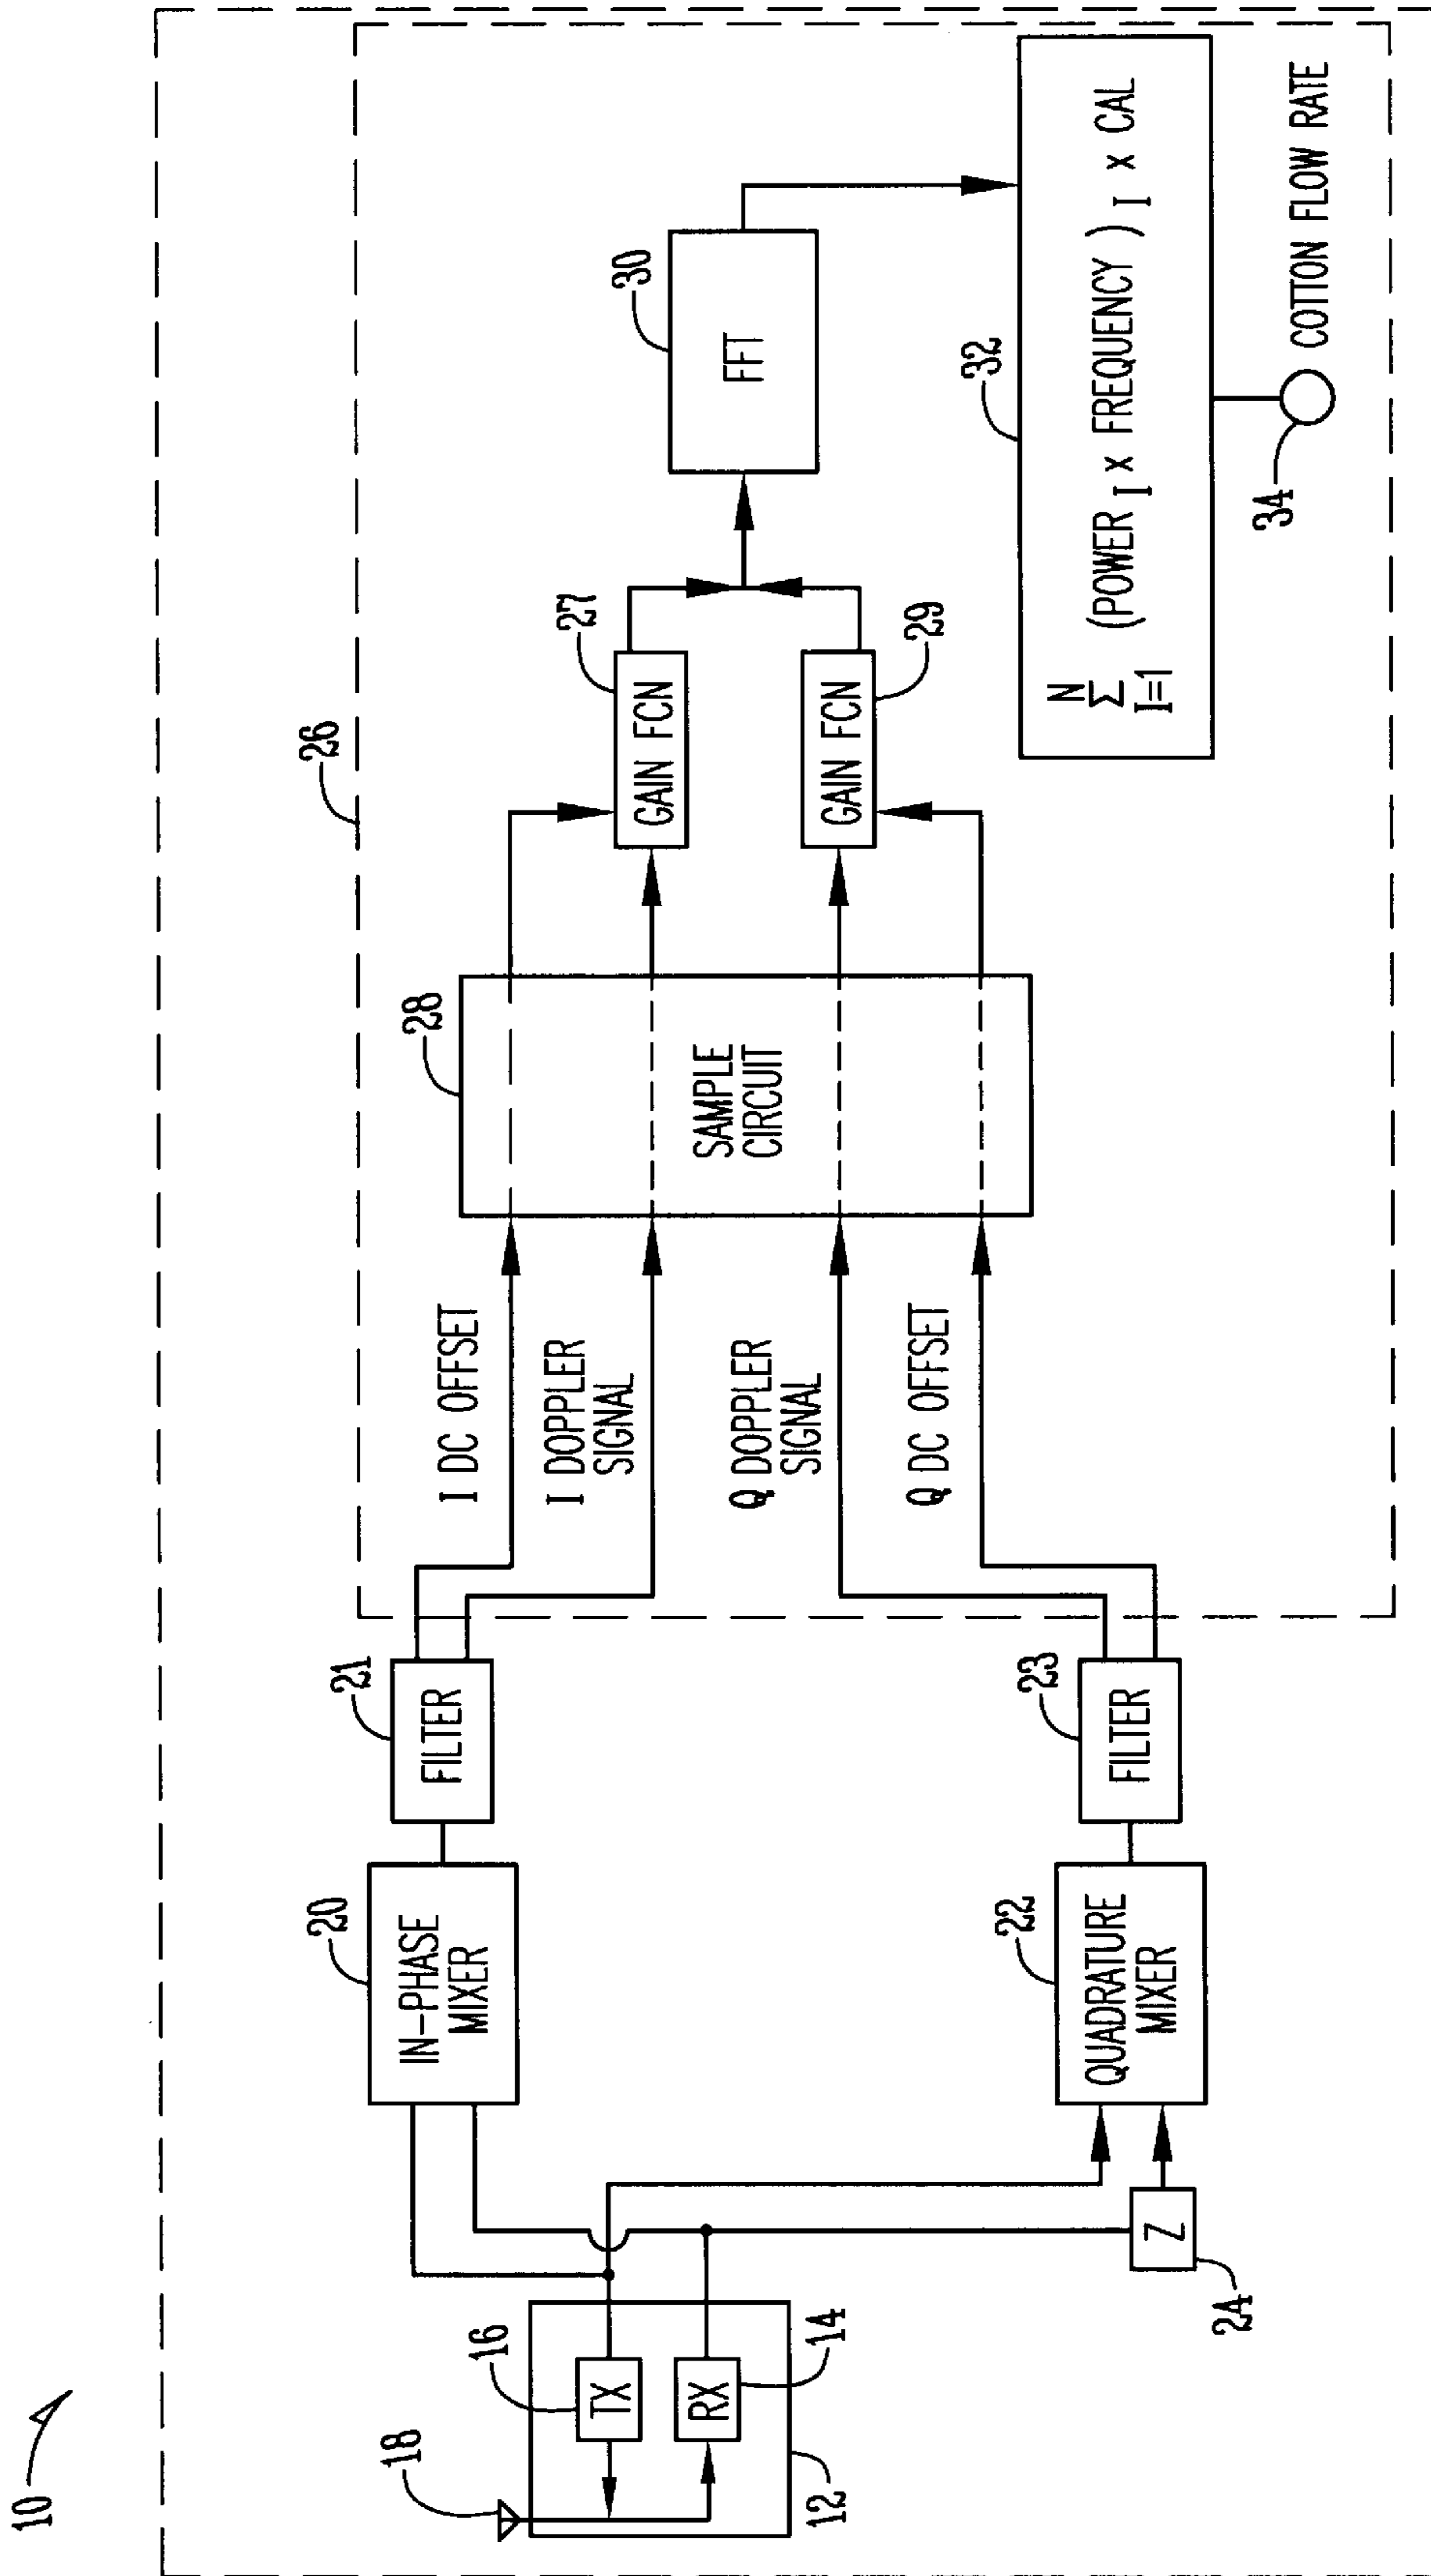 10
18
16
TX
RX
14
12
24
Z
20
IN-PHASE
MIXER
22
QUADRATURE
MIXER
21
FILTER
23
FILTER
26
I DC OFFSET
I DOPPLER
SIGNAL
Q DOPPLER
SIGNAL
Q DC OFFSET
28
SAMPLE
CIRCUIT
27
GAIN FCN
29
GAIN FCN
30
FFT
32
N
Σ (POWER I x FREQUENCY ) I x CAL
I=1
34
COTTON FLOW RATE